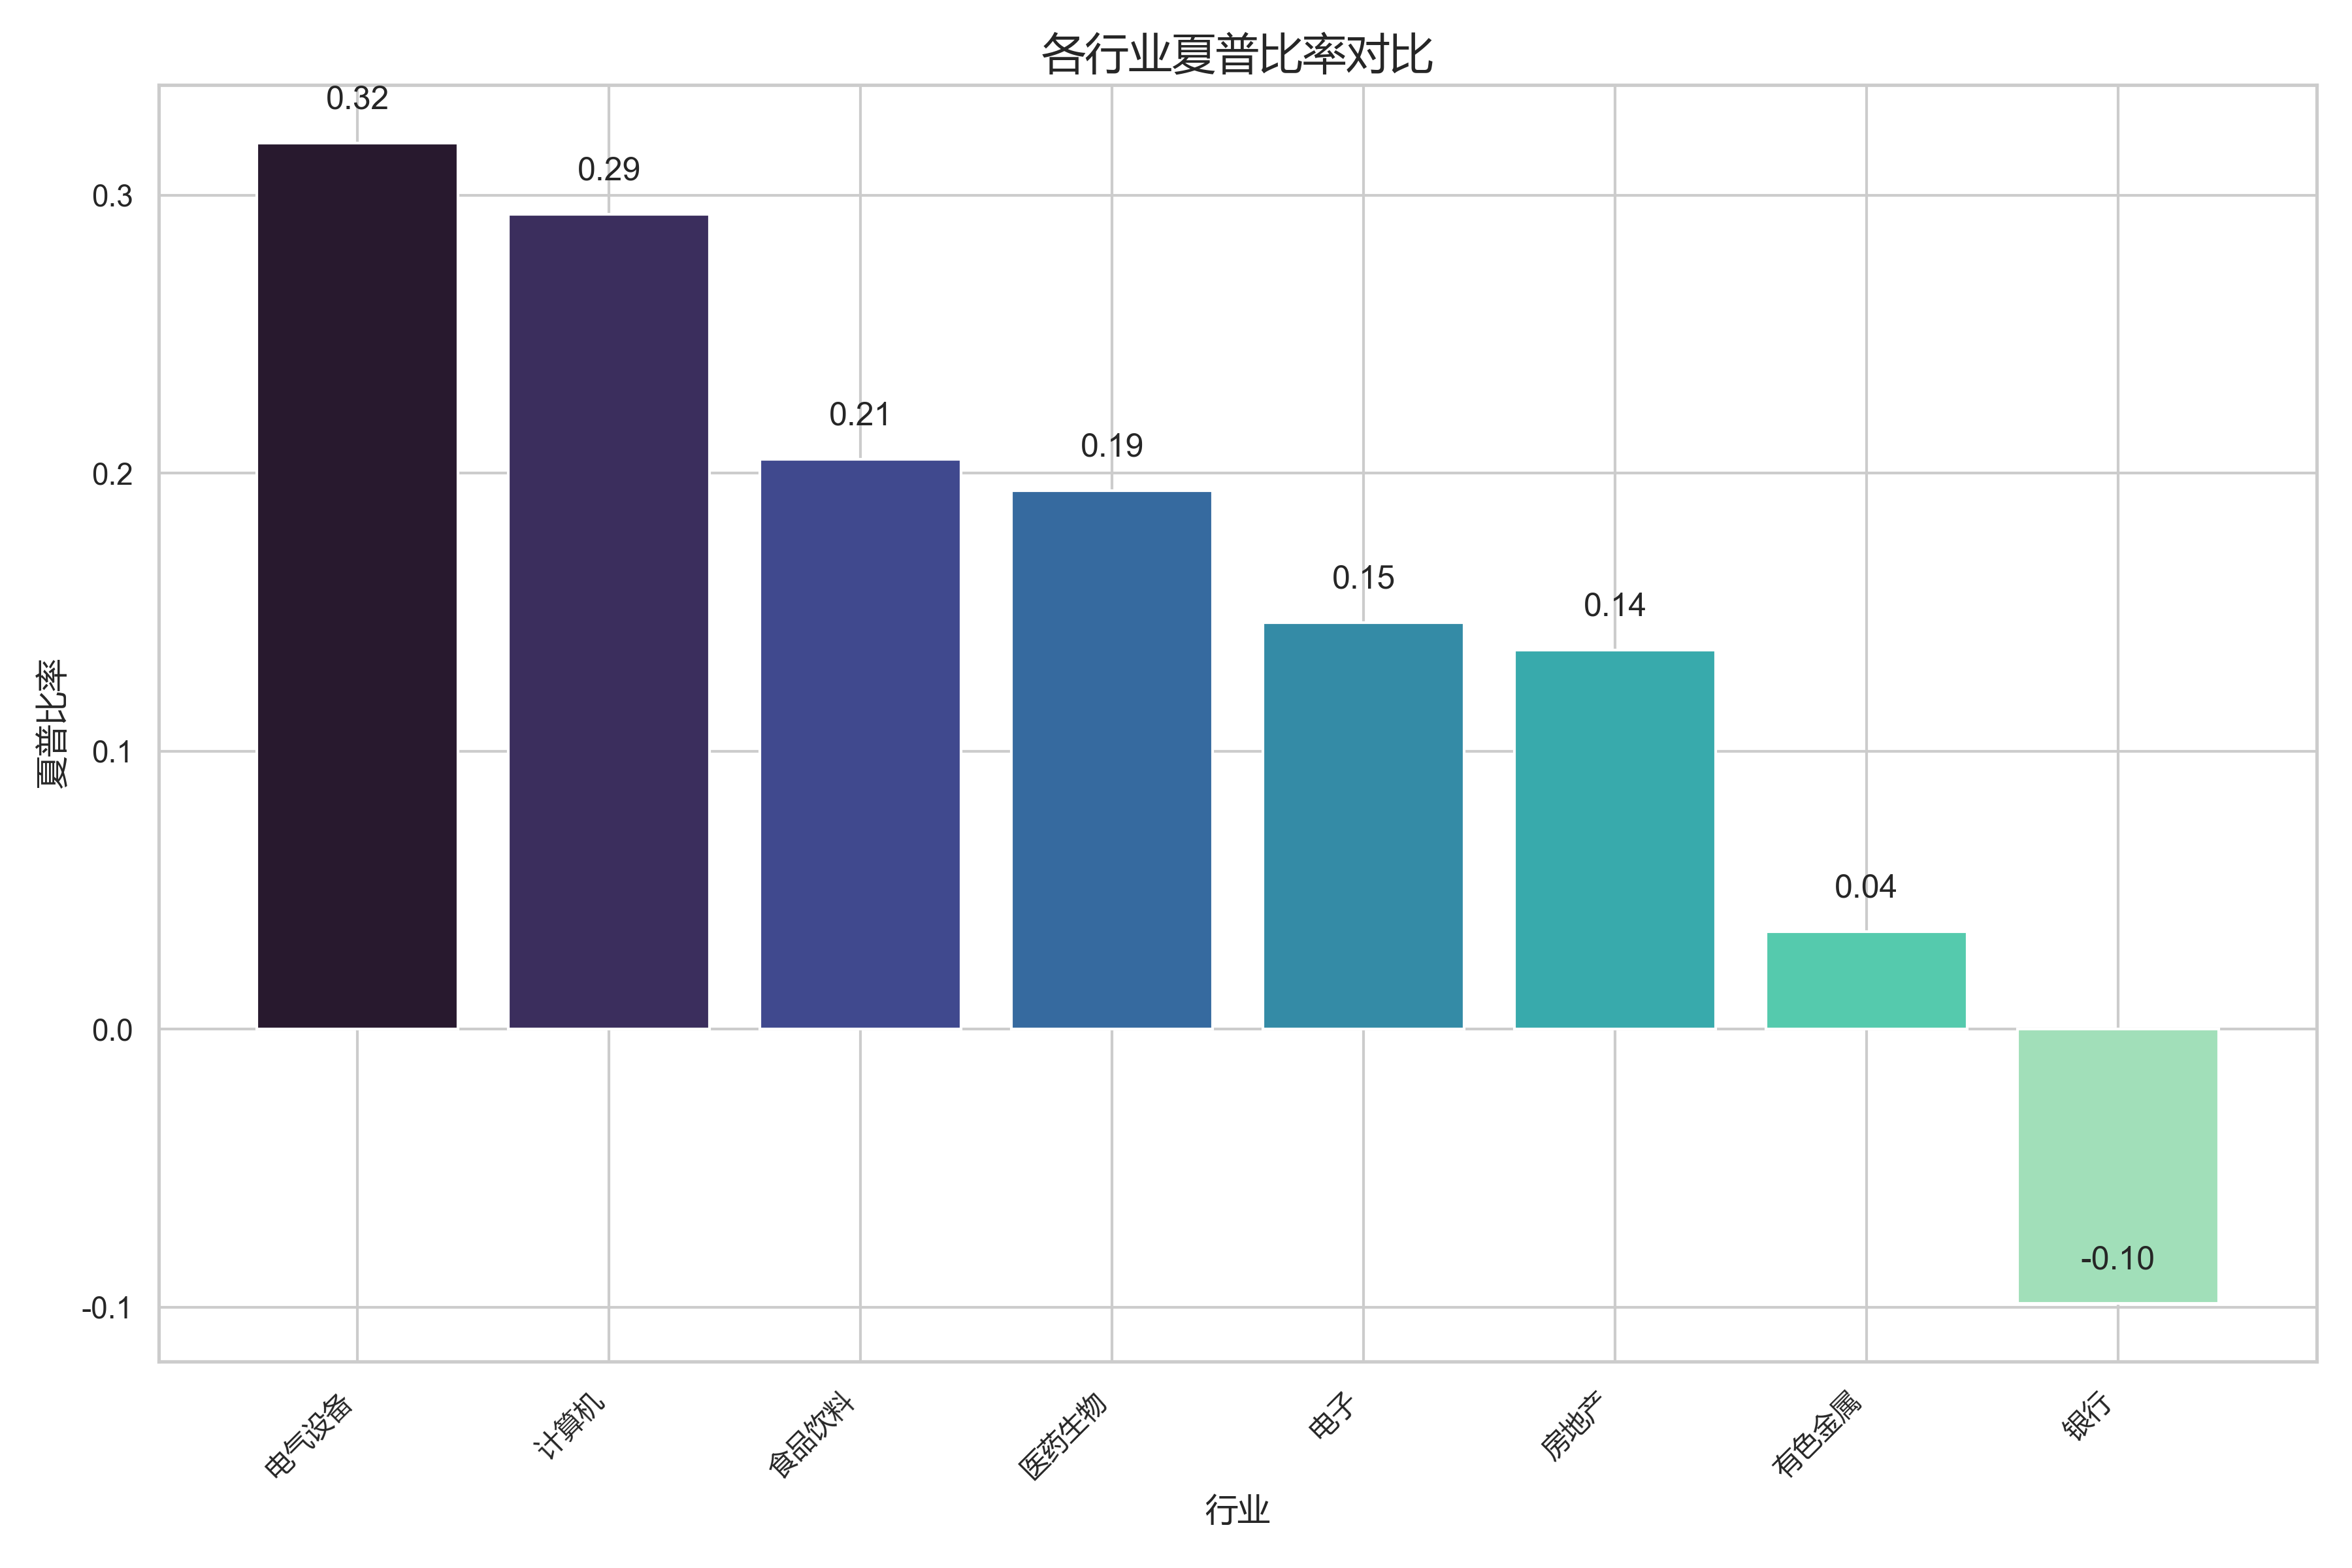 各行业夏普比率对比
0.32
0.29
0.21
0.19
0.15
0.14
0.04
-0.10
0.3
0.2
0.1
0.0
-0.1
夏普比率
电气设备
计算机
食品饮料
医药生物
电子
房地产
有色金属
银行
行业